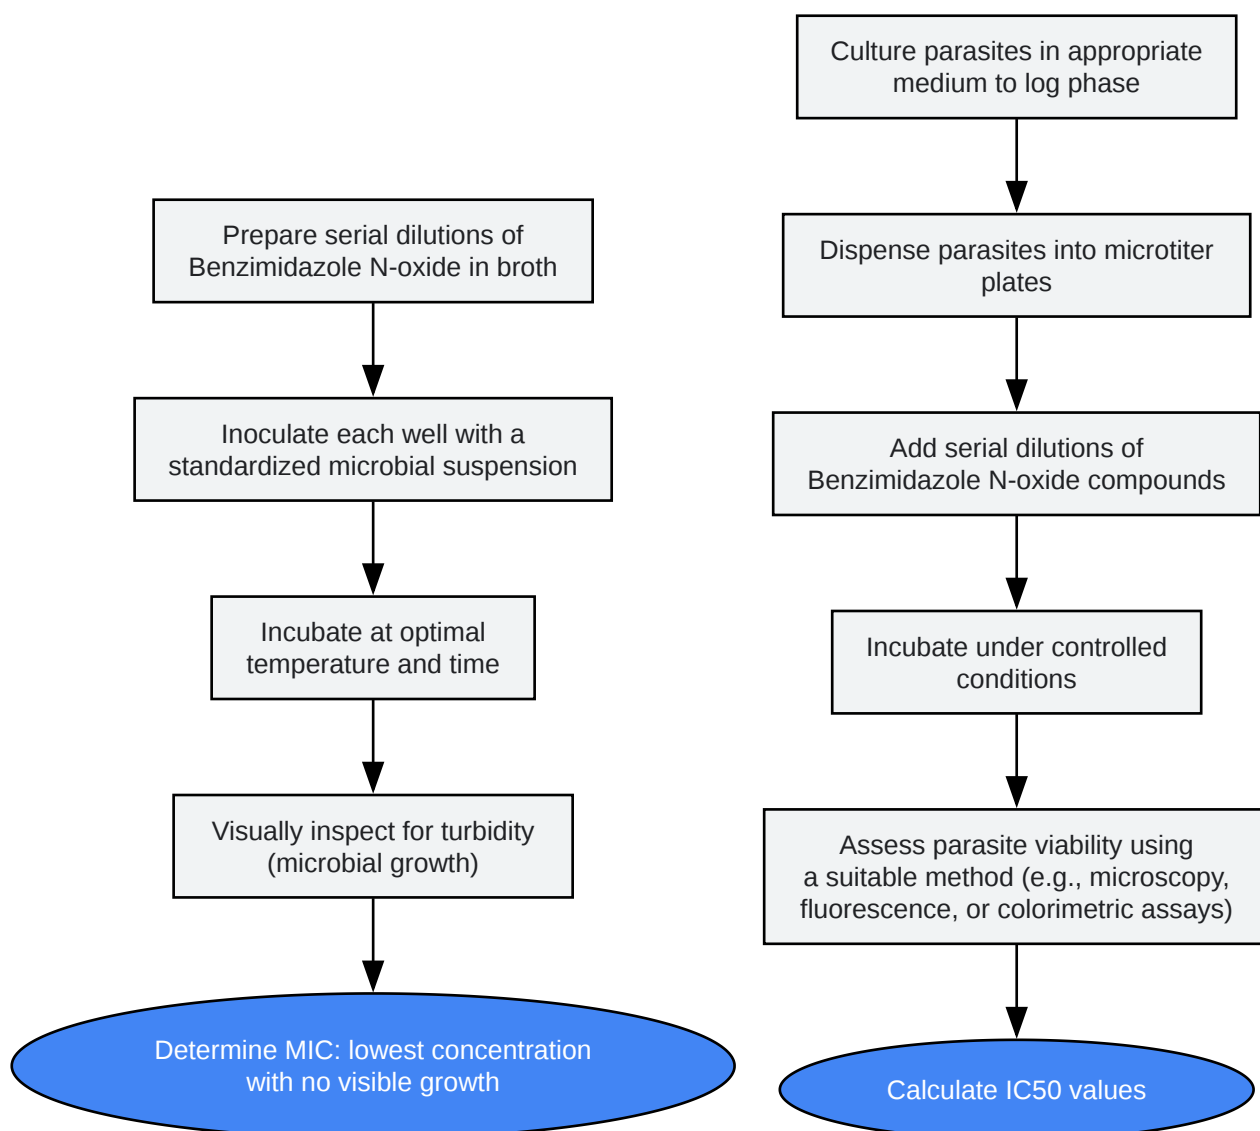 Prepare serial dilutions of
Benzimidazole N-oxide in broth
Inoculate each well with a
standardized microbial suspension
Incubate at optimal
temperature and time
Visually inspect for turbidity
(microbial growth)
Determine MIC: lowest concentration
with no visible growth
Culture parasites in appropriate
medium to log phase
Dispense parasites into microtiter
plates
Add serial dilutions of
Benzimidazole N-oxide compounds
Incubate under controlled
conditions
Assess parasite viability using
a suitable method (e.g., microscopy,
fluorescence, or colorimetric assays)
Calculate IC50 values